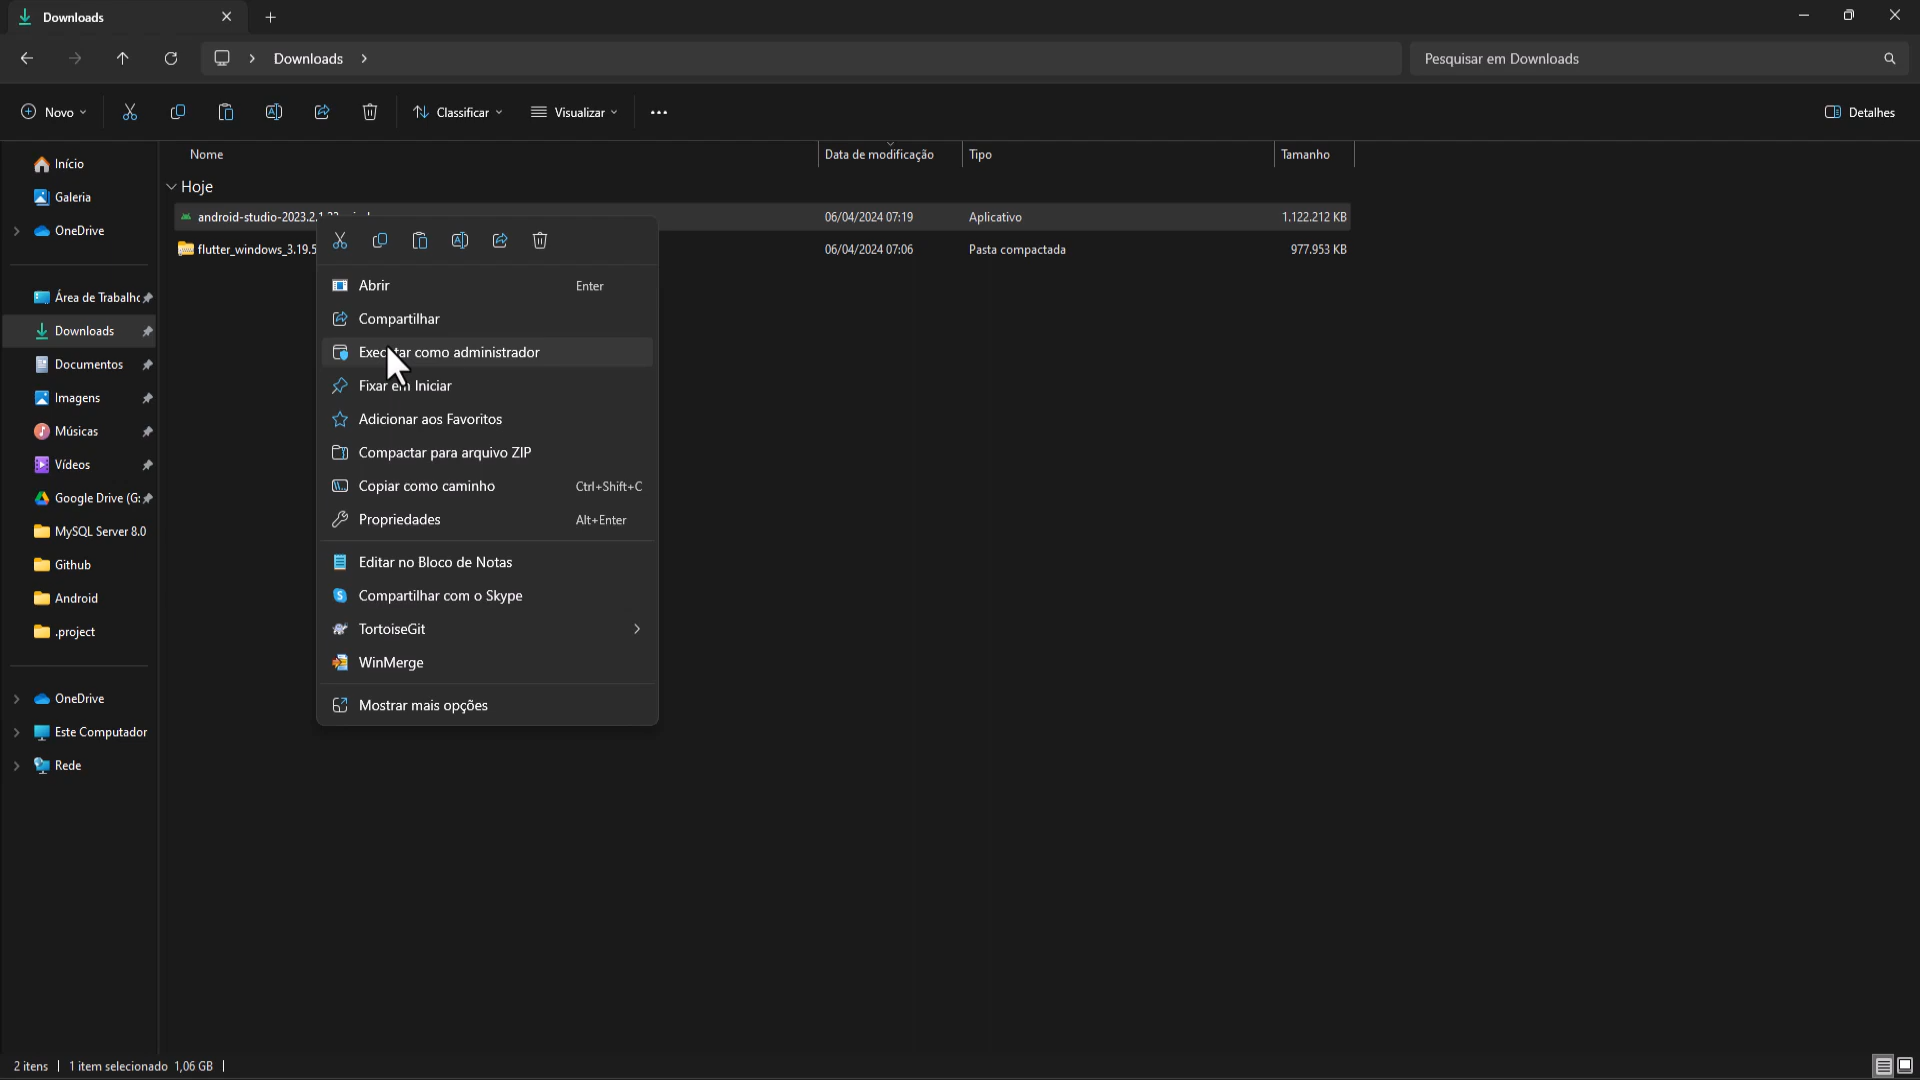 Downloads
Downloads
Pesquisar em Downloads
Novo
Classificar
Visualizar
Detalhes
Nome
Data de modificação
Tipo
Tamanho
Início
Galeria
OneDrive
Área de Trabalho
Downloads
Documentos
Imagens
Músicas
Vídeos
Google Drive (G:
MySQL Server 8.0
Github
Android
.project
OneDrive
Este Computador
Rede
Hoje
android-studio-2023.2.1
06/04/2024 07:19
Aplicativo
1.122.212 KB
flutter_windows_3.19.5
06/04/2024 07:06
Pasta compactada
977.953 KB
Abrir Enter
Compartilhar
Executar como administrador
Fixar em Iniciar
Adicionar aos Favoritos
Compactar para arquivo ZIP
Copiar como caminho Ctrl+Shift+C
Propriedades Alt+Enter
Editar no Bloco de Notas
Compartilhar com o Skype
TortoiseGit
WinMerge
Mostrar mais opções
2 itens
1 item selecionado 1,06 GB